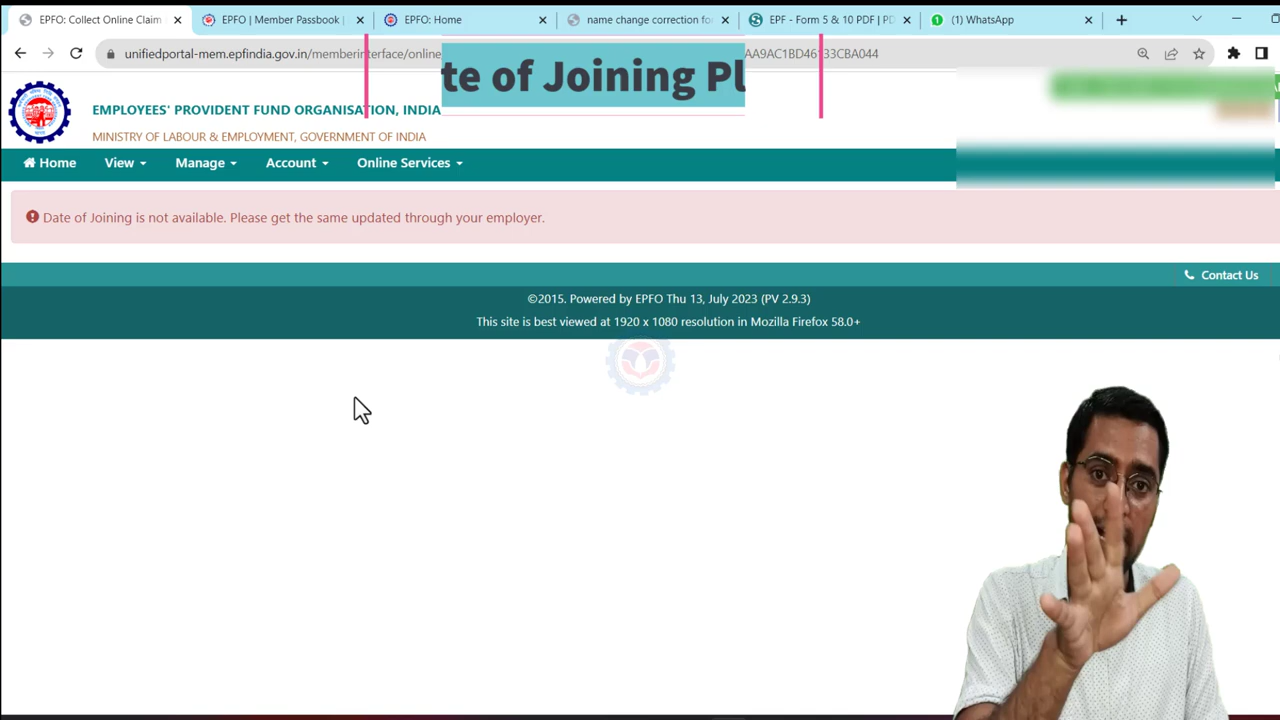 EPFO: Collect Online Claim
EPFO | Member Passbook |
EPFO: Home
name change correction fo
EPF - Form 5 & 10 PDF | PD
(1) WhatsApp
unifiedportal-mem.epfindia.gov.in/memberinterface/online
te of Joining Pl
EMPLOYEES' PROVIDENT FUND ORGANISATION, INDIA
MINISTRY OF LABOUR & EMPLOYMENT, GOVERNMENT OF INDIA
Home View Manage Account Online Services
Date of Joining is not available. Please get the same updated through your employer.
Contact Us
©2015. Powered by EPFO Thu 13, July 2023 (PV 2.9.3)
This site is best viewed at 1920 x 1080 resolution in Mozilla Firefox 58.0+